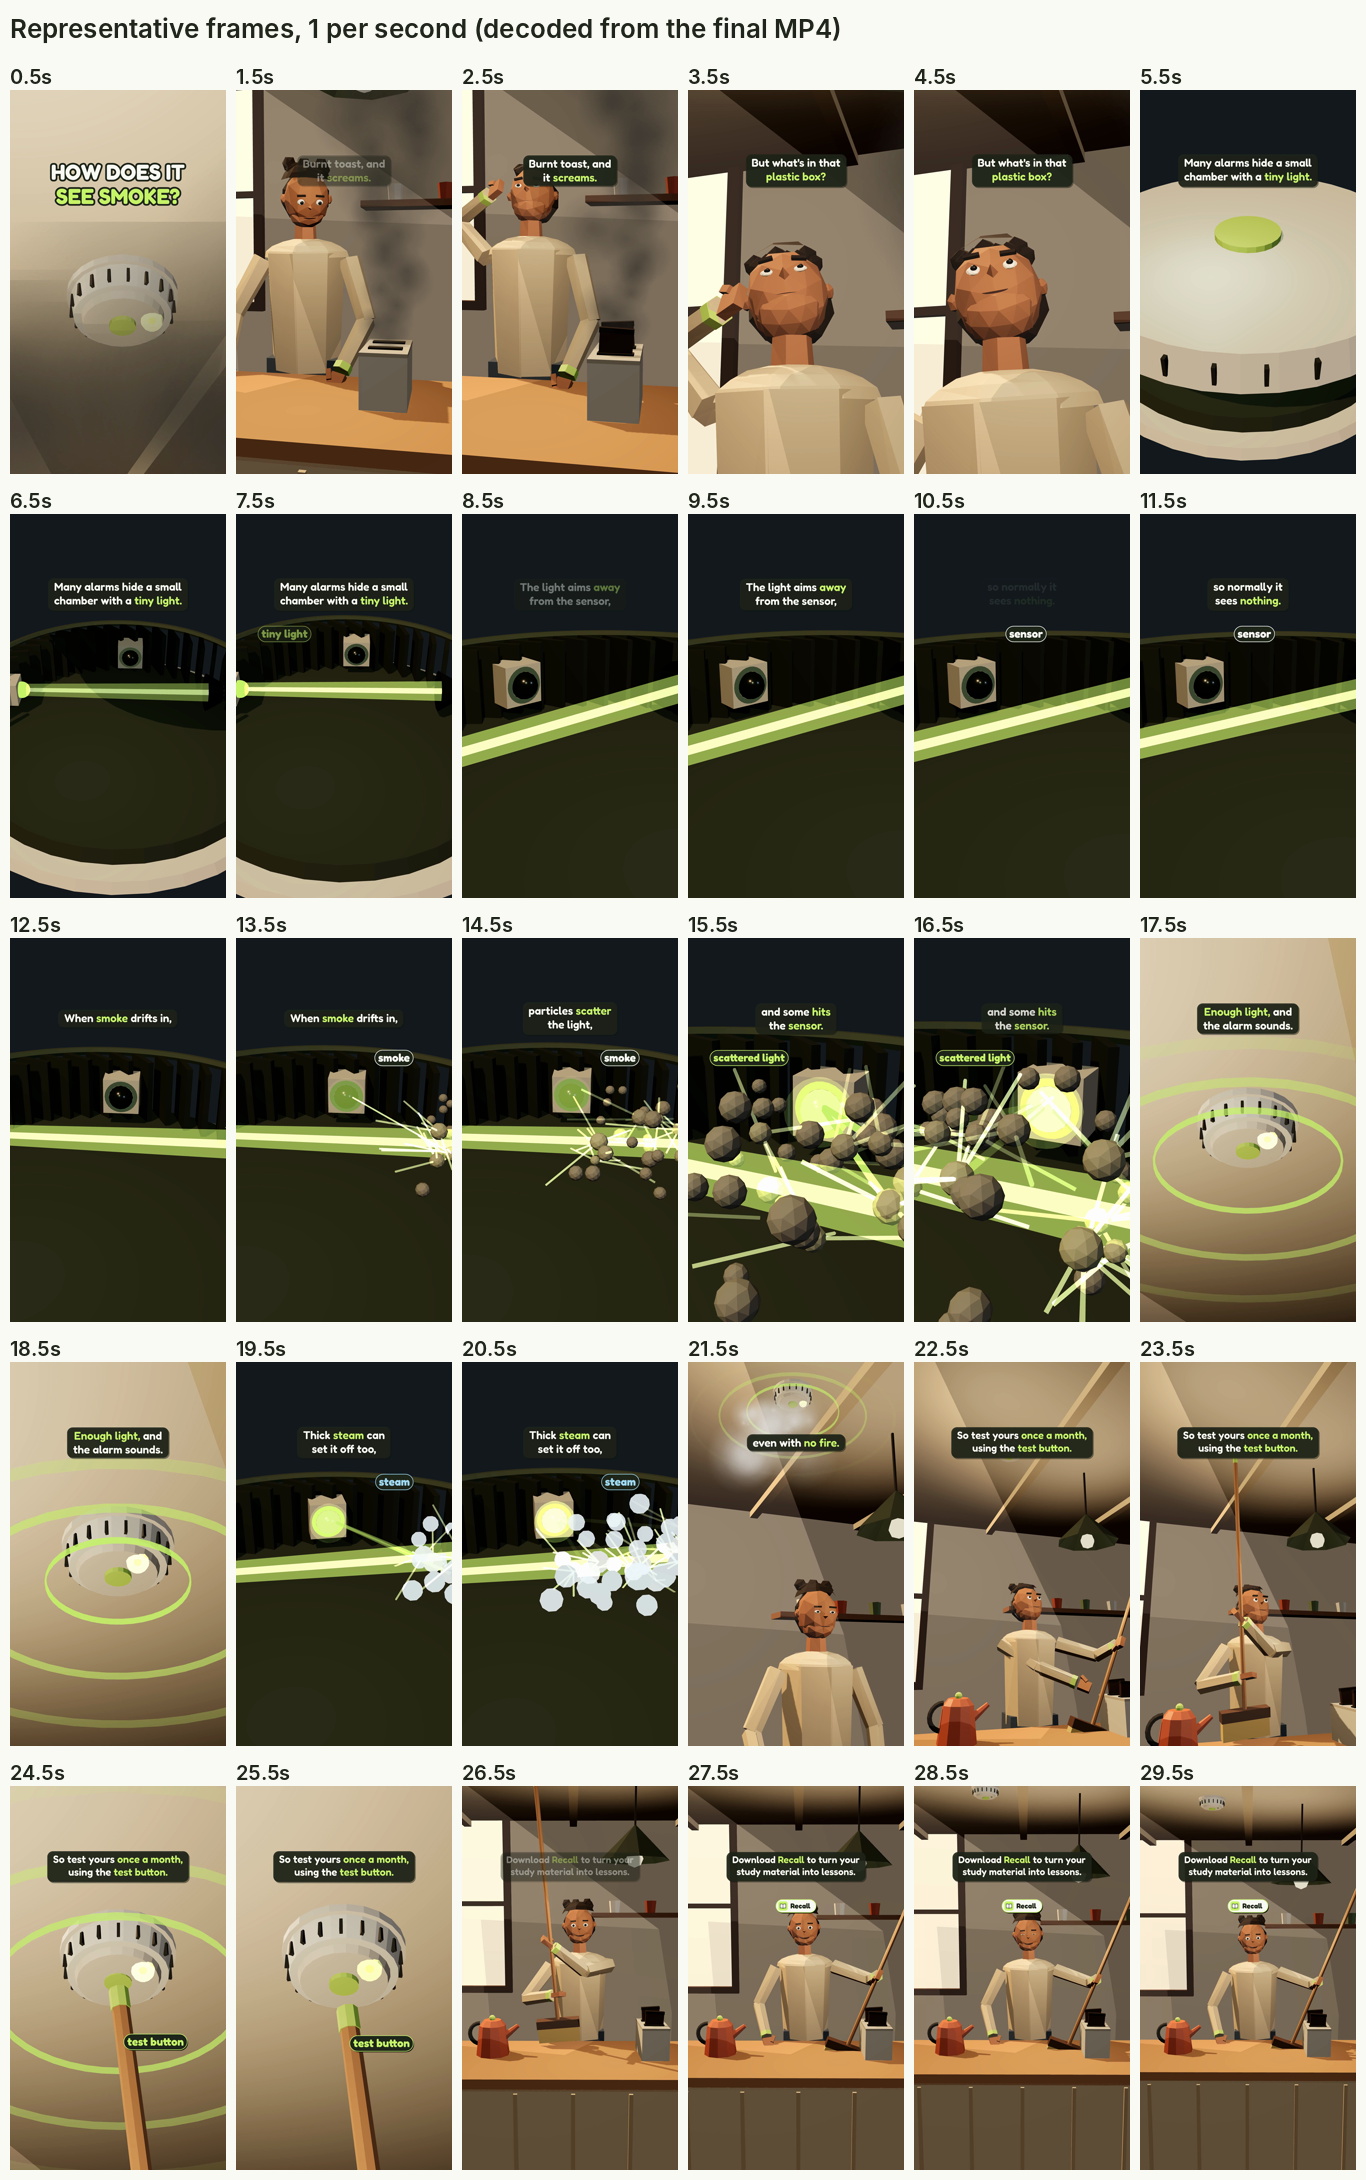 Representative frames, 1 per second (decoded from the final MP4)
0.5s
1.5s
2.5s
3.5s
4.5s
5.5s
HOW DOES IT
SEE SMOKE?
Burnt toast, and
it screams.
Burnt toast, and
it screams.
But what's in that
plastic box?
But what's in that
plastic box?
Many alarms hide a small
chamber with a tiny light.
6.5s
7.5s
8.5s
9.5s
10.5s
11.5s
Many alarms hide a small
chamber with a tiny light.
Many alarms hide a small
chamber with a tiny light.
tiny light
The light aims away
from the sensor,
The light aims away
from the sensor,
so normally it
sees nothing.
sensor
so normally it
sees nothing.
sensor
12.5s
13.5s
14.5s
15.5s
16.5s
17.5s
When smoke drifts in,
When smoke drifts in,
smoke
particles scatter
the light,
smoke
and some hits
the sensor.
scattered light
and some hits
the sensor.
scattered light
Enough light, and
the alarm sounds.
18.5s
19.5s
20.5s
21.5s
22.5s
23.5s
Enough light, and
the alarm sounds.
Thick steam can
set it off too,
steam
Thick steam can
set it off too,
steam
even with no fire.
So test yours once a month,
using the test button.
So test yours once a month,
using the test button.
24.5s
25.5s
26.5s
27.5s
28.5s
29.5s
So test yours once a month,
using the test button.
test button
So test yours once a month,
using the test button.
test button
Download Recall to turn your
study material into lessons.
Download Recall to turn your
study material into lessons.
Recall
Download Recall to turn your
study material into lessons.
Recall
Download Recall to turn your
study material into lessons.
Recall